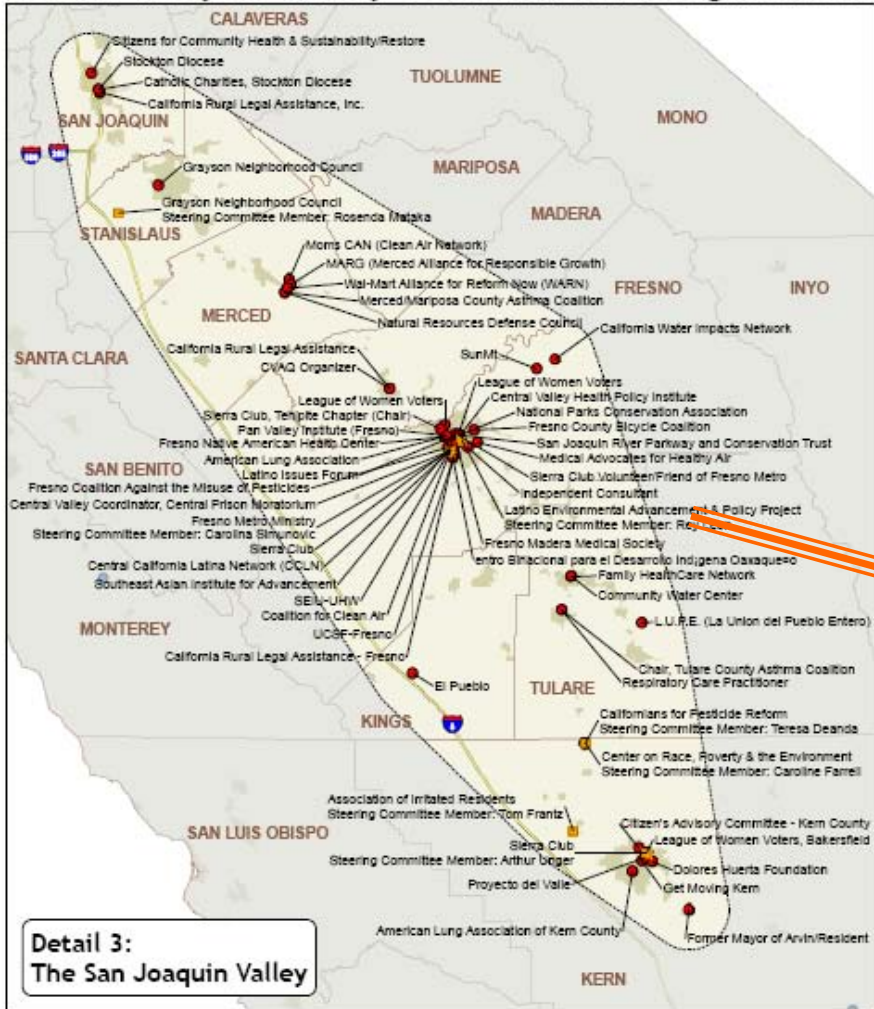 CALAVERAS
Citizens for Community Health & Sustainability/Restore
Stockton Diocese
TUOLUMNE
Catholic Charities, Stockton Diocese
California Rural Legal Assistance, Inc.
MONO
SAN JOAQUIN
MARIPOSA
Grayson Neighborhood Council
Grayson Neighborhood Council
Steering Committee Member: Rosenda Mataka
MADERA
STANISLAUS
Moms CAN (Clean Air Network)
MARG (Merced Alliance for Responsible Growth)
Wal-Mart Alliance for Reform Now (WARN)
FRESNO
INYO
Merced/Mariposa County Asthma Coalition
MERCED
Natural Resources Defense Council
California Water Impacts Network
SANTA CLARA
California Rural Legal Assistance
SunMt
CVAQ Organizer
League of Women Voters
Central Valley Health Policy Institute
League of Women Voters
National Parks Conservation Association
Sierra Club, Tehipite Chapter (Chair)
Fresno County Bicycle Coalition
Pan Valley Institute (Fresno)
San Joaquin River Parkway and Conservation Trust
Fresno Native American Health Center
Medical Advocates for Healthy Air
American Lung Association
SAN BENITO
Latino Issues Forum
Sierra Club Volunteer/Friend of Fresno Metro
Fresno Coalition Against the Misuse of Pesticides
Independent Consultant
Central Valley Coordinator, Central Prison Moratorium
Latino Environmental Advancement & Policy Project
Steering Committee Member: Rey León
Fresno Metro Ministry
Steering Committee Member: Carolina Simunovic
Fresno Madera Medical Society
Sierra Club
entro Binacional para el Desarrollo Ind¡gena Oaxaque¤o
Central California Latina Network (CCLN)
Family HealthCare Network
Southeast Asian Institute for Advancement
Community Water Center
SEIU-UHW
Coalition for Clean Air
L.U.P.E. (La Union del Pueblo Entero)
MONTEREY
UCSF-Fresno
California Rural Legal Assistance - Fresno
Chair, Tulare County Asthma Coalition
Respiratory Care Practitioner
El Pueblo
TULARE
KINGS
Californians for Pesticide Reform
Steering Committee Member: Teresa Deanda
Center on Race, Poverty & the Environment
Steering Committee Member: Caroline Farrell
Association of Irritated Residents
Steering Committee Member: Tom Frantz
SAN LUIS OBISPO
Citizen's Advisory Committee - Kern County
Sierra Club
League of Women Voters, Bakersfield
Steering Committee Member: Arthur Unger
Dolores Huerta Foundation
Proyecto del Valle
Get Moving Kern
American Lung Association of Kern County
Former Mayor of Arvin/Resident
Detail 3:
The San Joaquin Valley
KERN